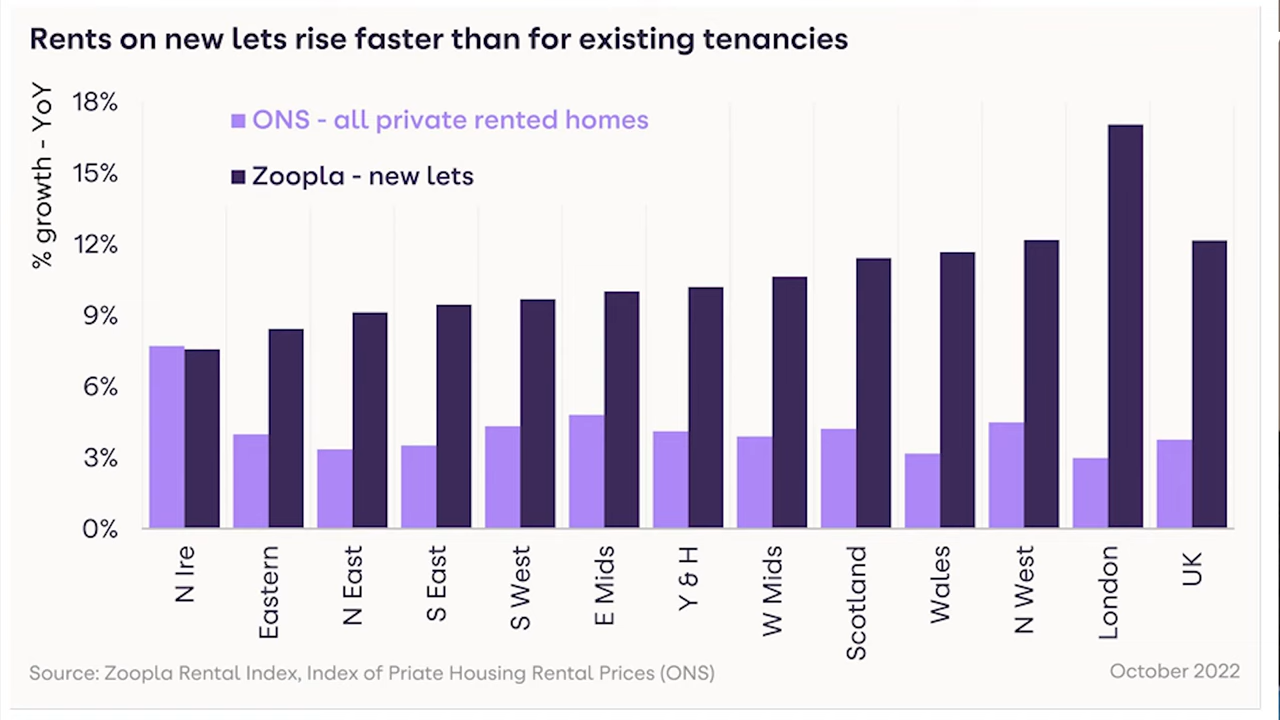 Rents on new lets rise faster than for existing tenancies
% growth - YoY
18%
15%
12%
9%
6%
3%
0%
ONS - all private rented homes
Zoopla - new lets
N Ire
Eastern
N East
S East
S West
E Mids
Y & H
W Mids
Scotland
Wales
N West
London
UK
Source: Zoopla Rental Index, Index of Priate Housing Rental Prices (ONS)
October 2022